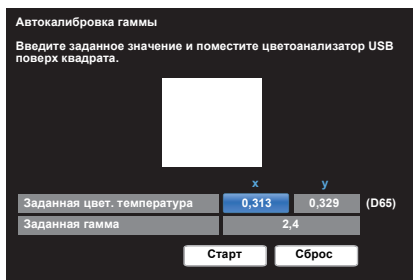 Автокалибровка гаммы
Введите заданное значение и поместите цветоанализатор USB
поверх квадрата.
x y
Заданная цвет. температура 0,313 0,329 (D65)
Заданная гамма 2,4
Старт Сброс